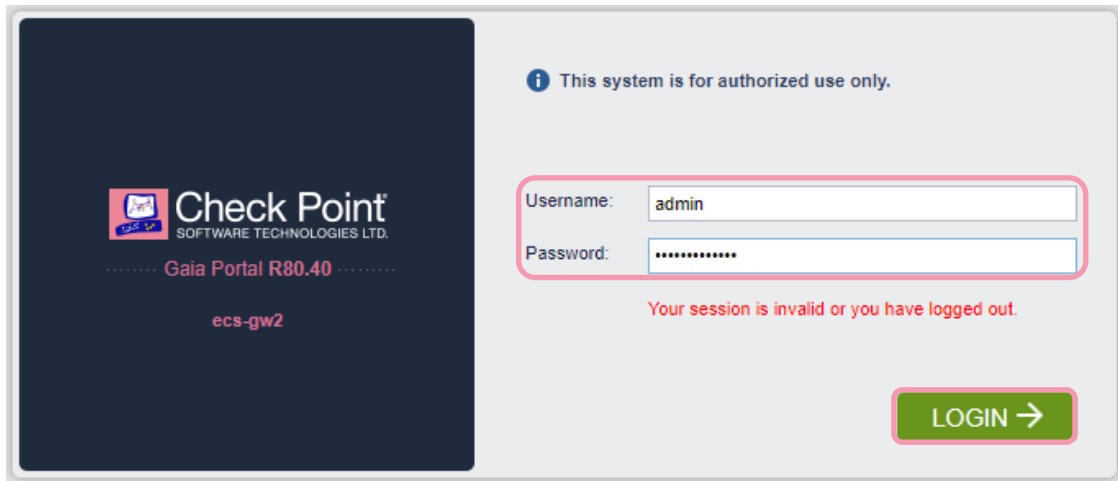 Check Point
SOFTWARE TECHNOLOGIES LTD.
Gaia Portal R80.40
ecs-gw2
This system is for authorized use only.
Username: admin
Password: •••••••••••••
Your session is invalid or you have logged out.
LOGIN →